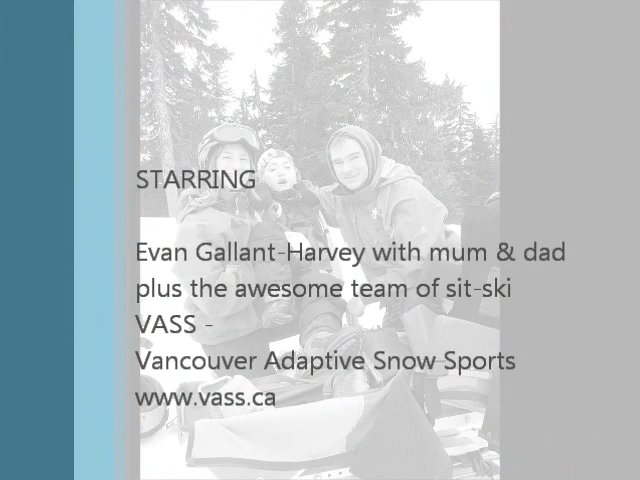 STARRING
Evan Gallant-Harvey with mum & dad
plus the awesome team of sit-ski
VASS -
Vancouver Adaptive Snow Sports
www.vass.ca